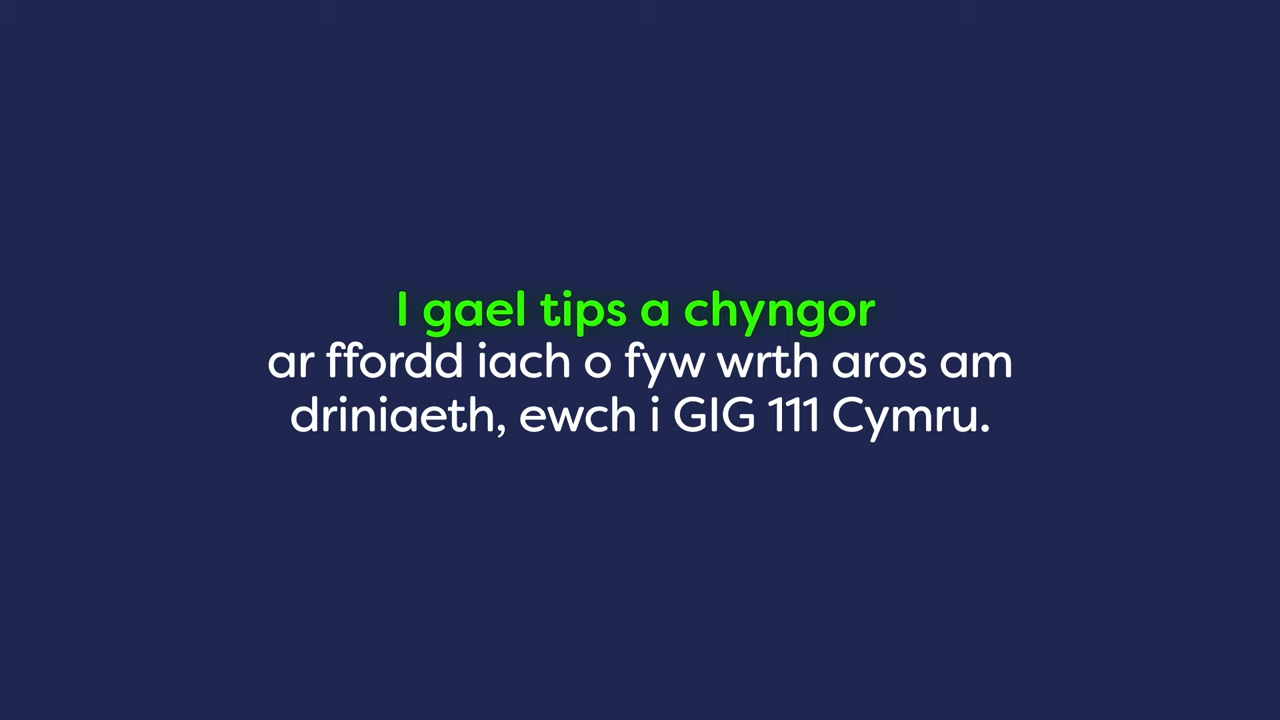 I gael tips a chyngor
ar ffordd iach o fyw wrth aros am
driniaeth, ewch i GIG 111 Cymru.